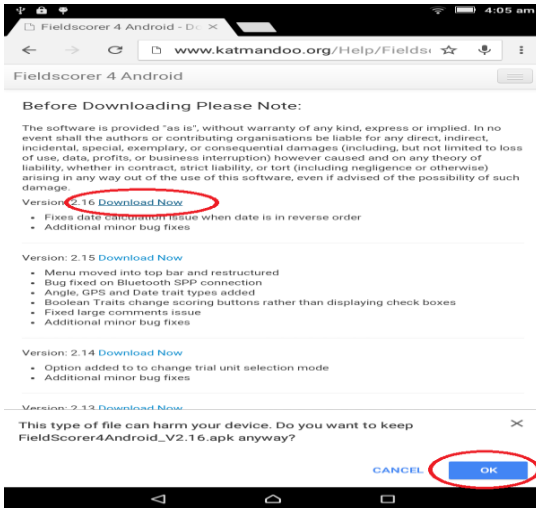 4:05 am
Fieldscorer 4 Android - Do
www.katmandoo.org/Help/Fields
Fieldscorer 4 Android
Before Downloading Please Note:
The software is provided "as is", without warranty of any kind, express or implied. In no
event shall the authors or contributing organisations be liable for any direct, indirect,
incidental, special, exemplary, or consequential damages (including, but not limited to loss
of use, data, profits, or business interruption) however caused and on any theory of
liability, whether in contract, strict liability, or tort (including negligence or otherwise)
arising in any way out of the use of this software, even if advised of the possibility of such
damage.
Version: 2.16 Download Now
• Fixes date calculation issue when date is in reverse order
• Additional minor bug fixes
Version: 2.15 Download Now
• Menu moved into top bar and restructured
• Bug fixed on Bluetooth SPP connection
• Angle, GPS and Date trait types added
• Boolean Traits change scoring buttons rather than displaying check boxes
• Fixed large comments issue
• Additional minor bug fixes
Version: 2.14 Download Now
• Option added to to change trial unit selection mode
• Additional minor bug fixes
Version: 2.13 Download Now
This type of file can harm your device. Do you want to keep
FieldScorer4Android_V2.16.apk anyway?
CANCEL OK